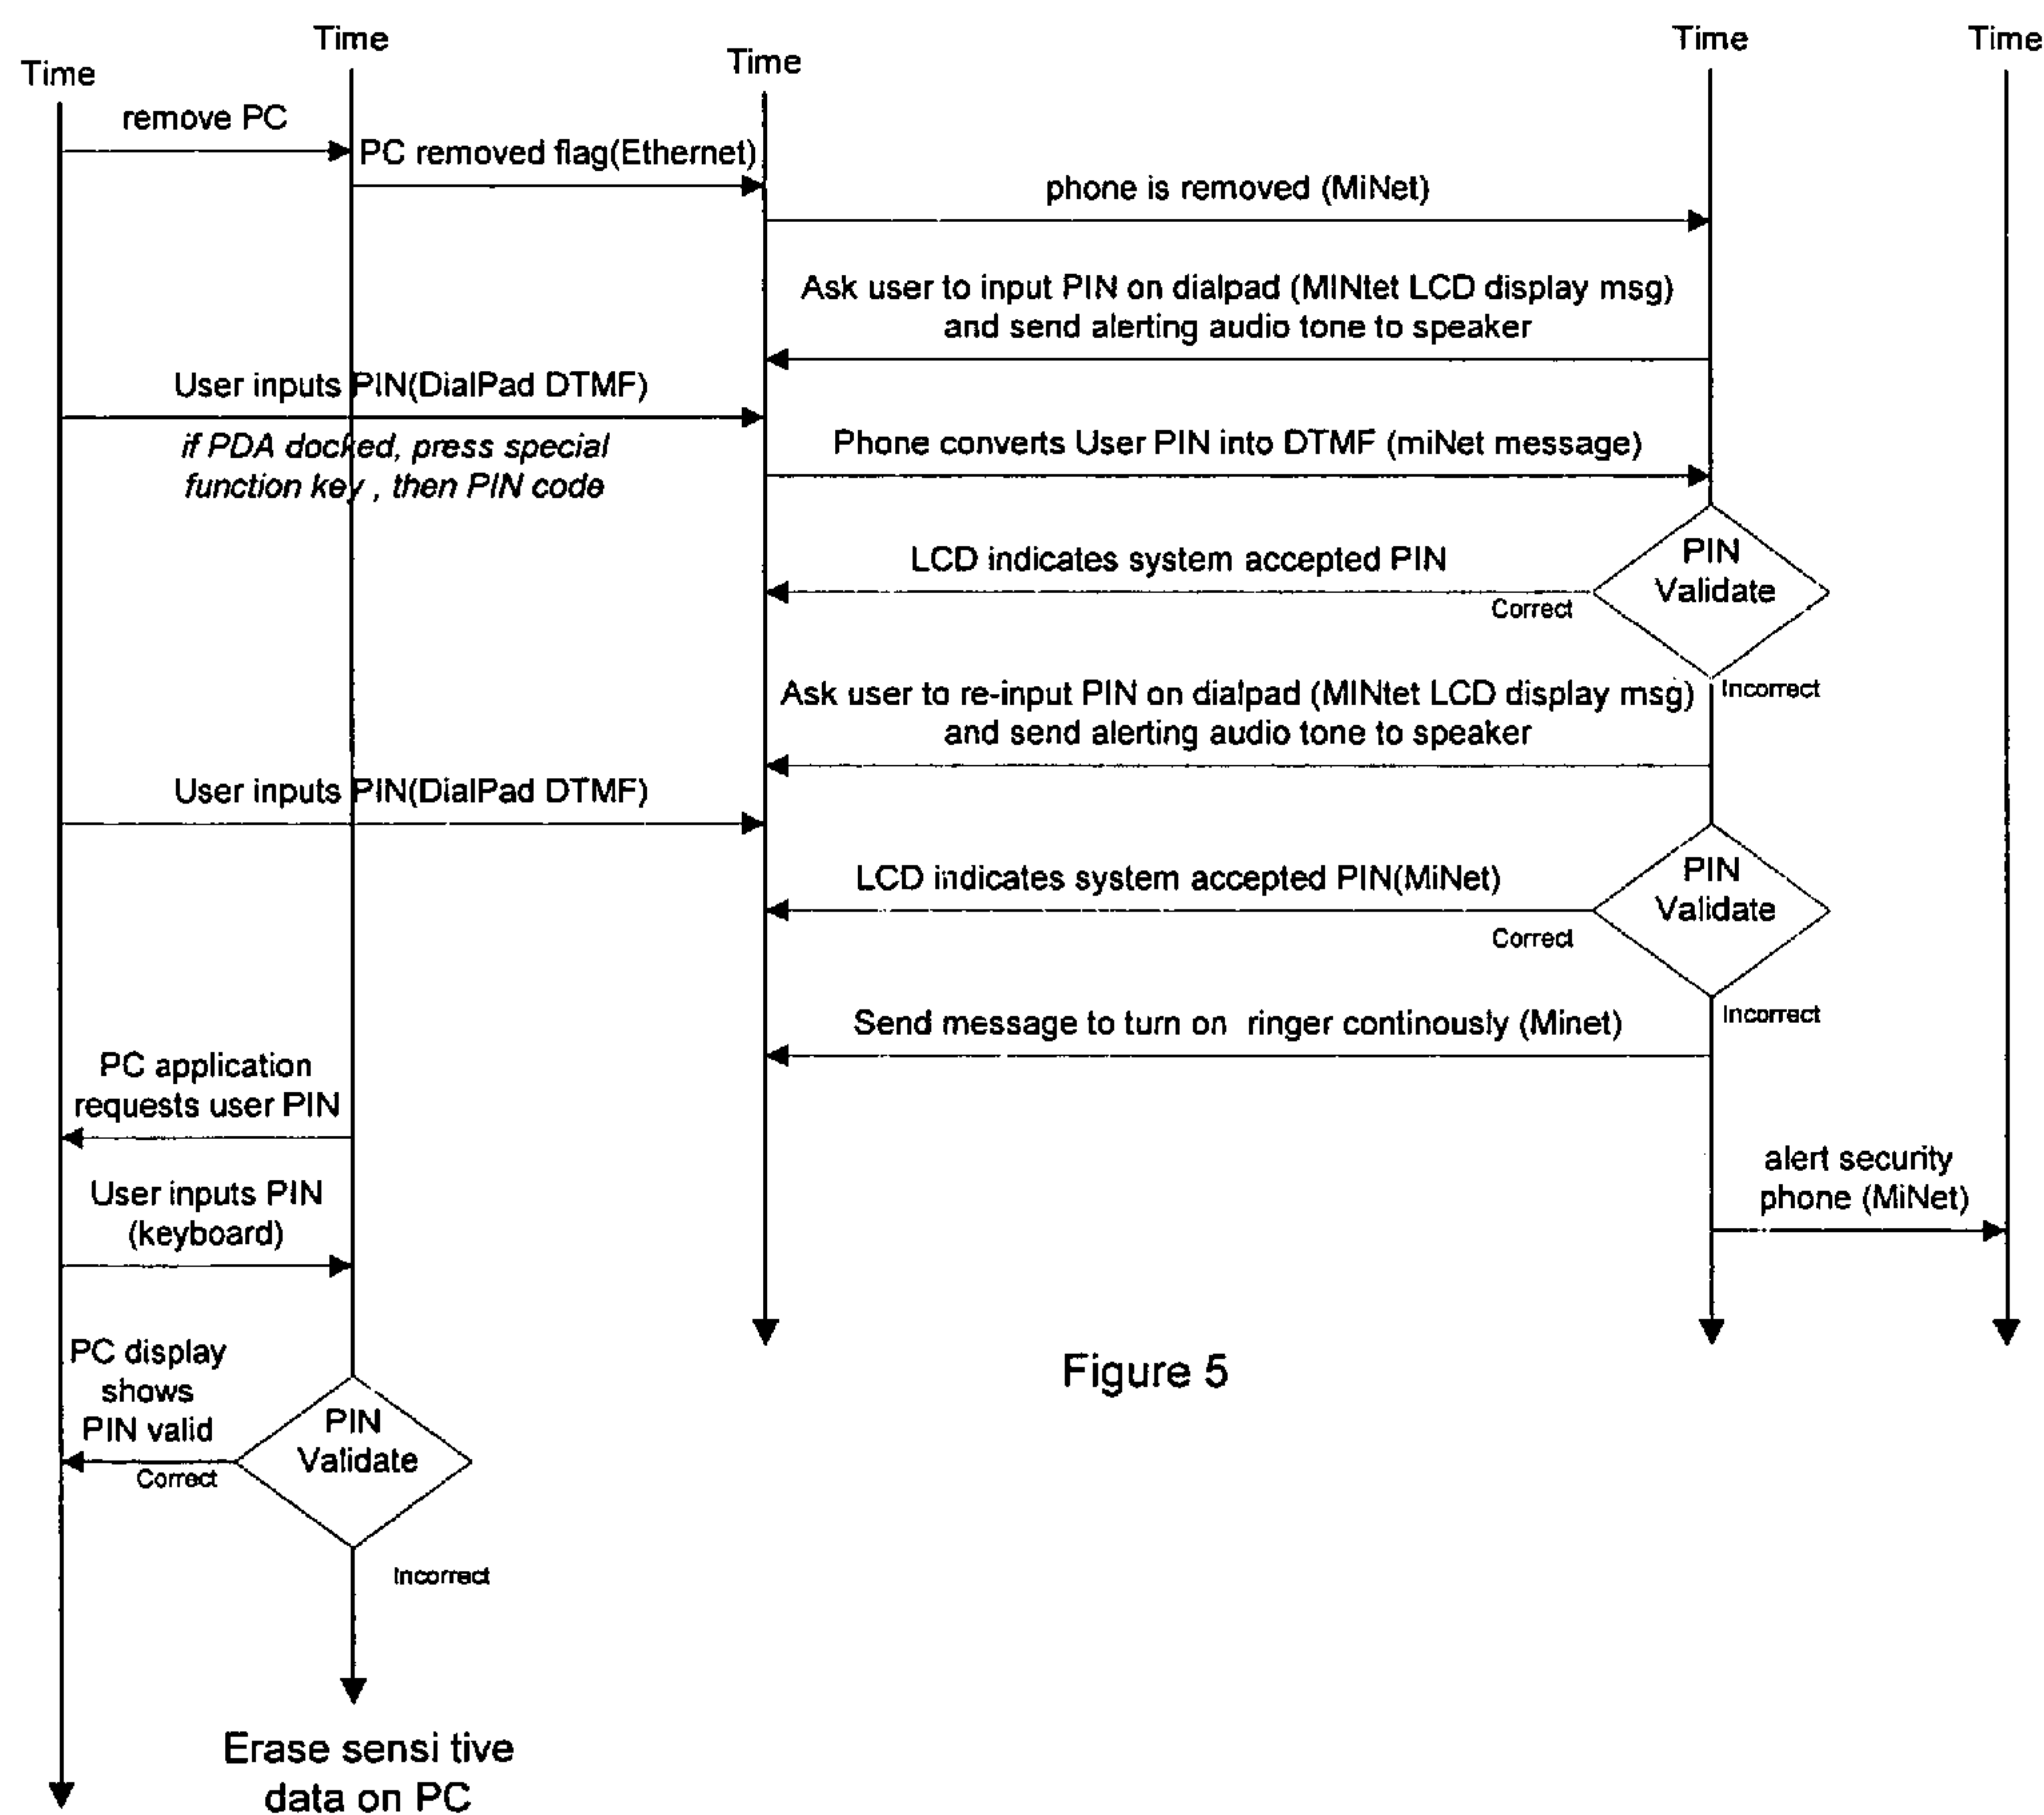 Time
Time
Time
Time
Time
remove PC
PC removed flag(Ethernet)
phone is removed (MiNet)
Ask user to input PIN on dialpad (MINtet LCD display msg)
and send alerting audio tone to speaker
User inputs PIN(DialPad DTMF)
if PDA docked, press special
function key , then PIN code
Phone converts User PIN into DTMF (miNet message)
PIN
Validate
LCD indicates system accepted PIN
Correct
Incorrect
Ask user to re-input PIN on dialpad (MINtet LCD display msg)
and send alerting audio tone to speaker
User inputs PIN(DialPad DTMF)
PIN
Validate
LCD indicates system accepted PIN(MiNet)
Correct
Incorrect
Send message to turn on ringer continously (Minet)
PC application
requests user PIN
alert security
phone (MiNet)
User inputs PIN
(keyboard)
PC display
shows
PIN valid
Correct
PIN
Validate
Incorrect
Figure 5
Erase sensi tive
data on PC